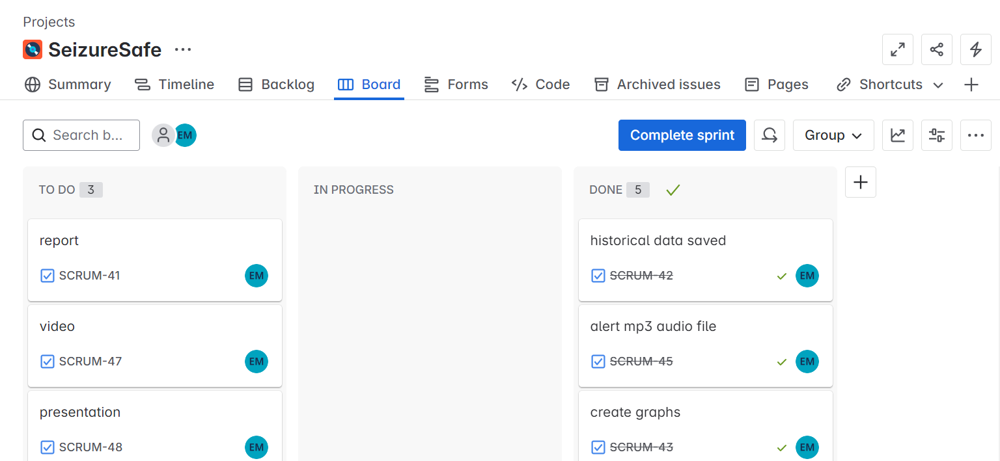 Projects
SeizureSafe
Summary Timeline Backlog Board Forms Code Archived issues Pages Shortcuts
Search b... EM Complete sprint Group
TO DO 3
report
SCRUM-41 EM
video
SCRUM-47 EM
presentation
SCRUM-48 EM
IN PROGRESS
DONE 5
historical data saved
SCRUM-42 EM
alert mp3 audio file
SCRUM-45 EM
create graphs
SCRUM-43 EM